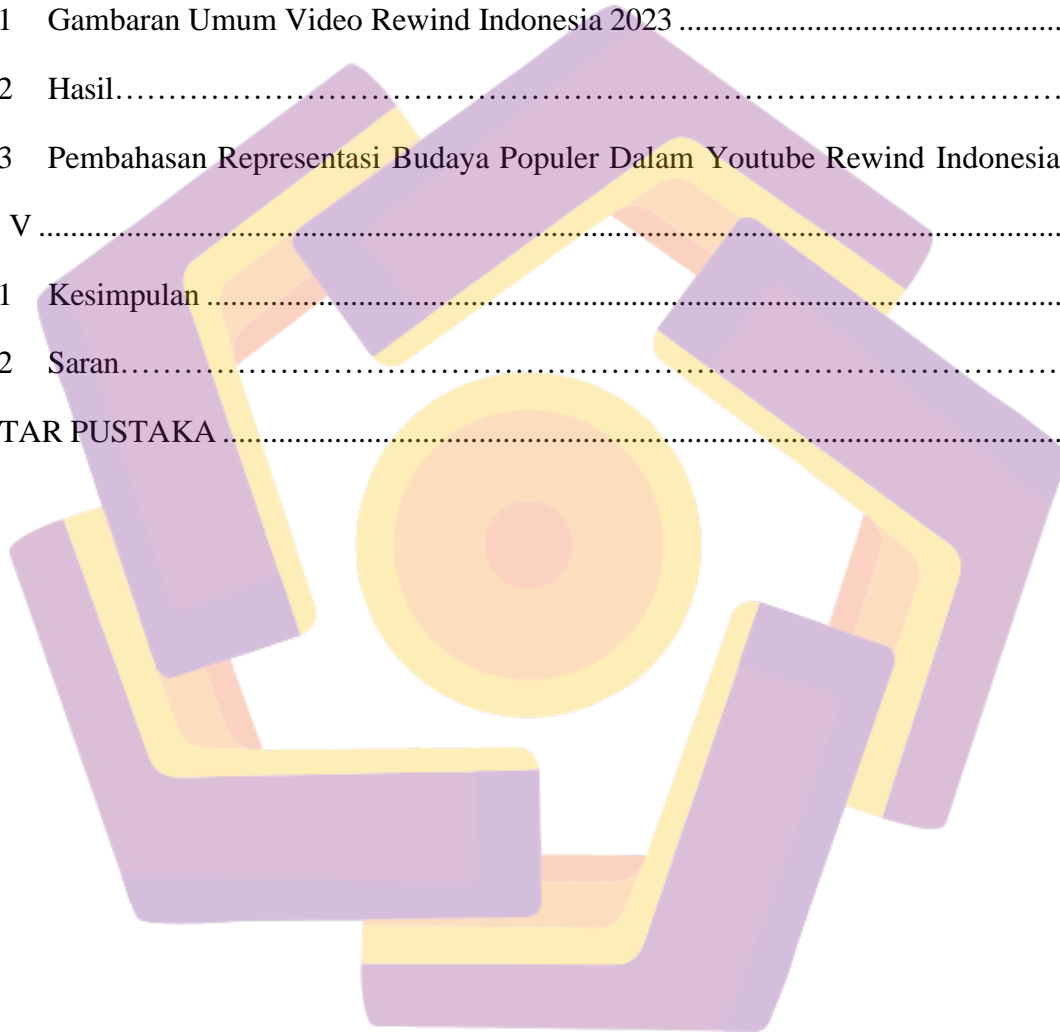 1 Gambaran Umum Video Rewind Indonesia 2023 ..........................................
2 Hasil……………………………………………………………………………
3 Pembahasan Representasi Budaya Populer Dalam Youtube Rewind Indonesia
V ..........................................................................................................................
1 Kesimpulan ....................................................................................................
2 Saran……………………………………………………………………………
TAR PUSTAKA ..................................................................................................